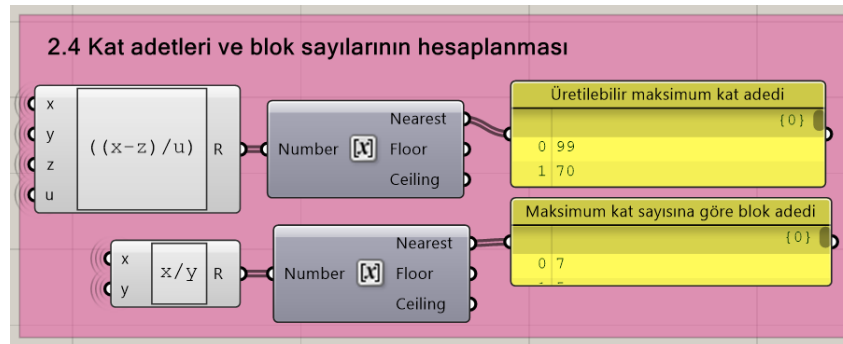 2.4 Kat adetleri ve blok sayılarının hesaplanması
x
y
z
u
((x-z)/u)
R
Number
[x]
Nearest
Floor
Ceiling
Üretilebilir maksimum kat adedi
{0}
0 99
1 70
x
y
x/y
R
Number
[x]
Nearest
Floor
Ceiling
Maksimum kat sayısına göre blok adedi
{0}
0 7